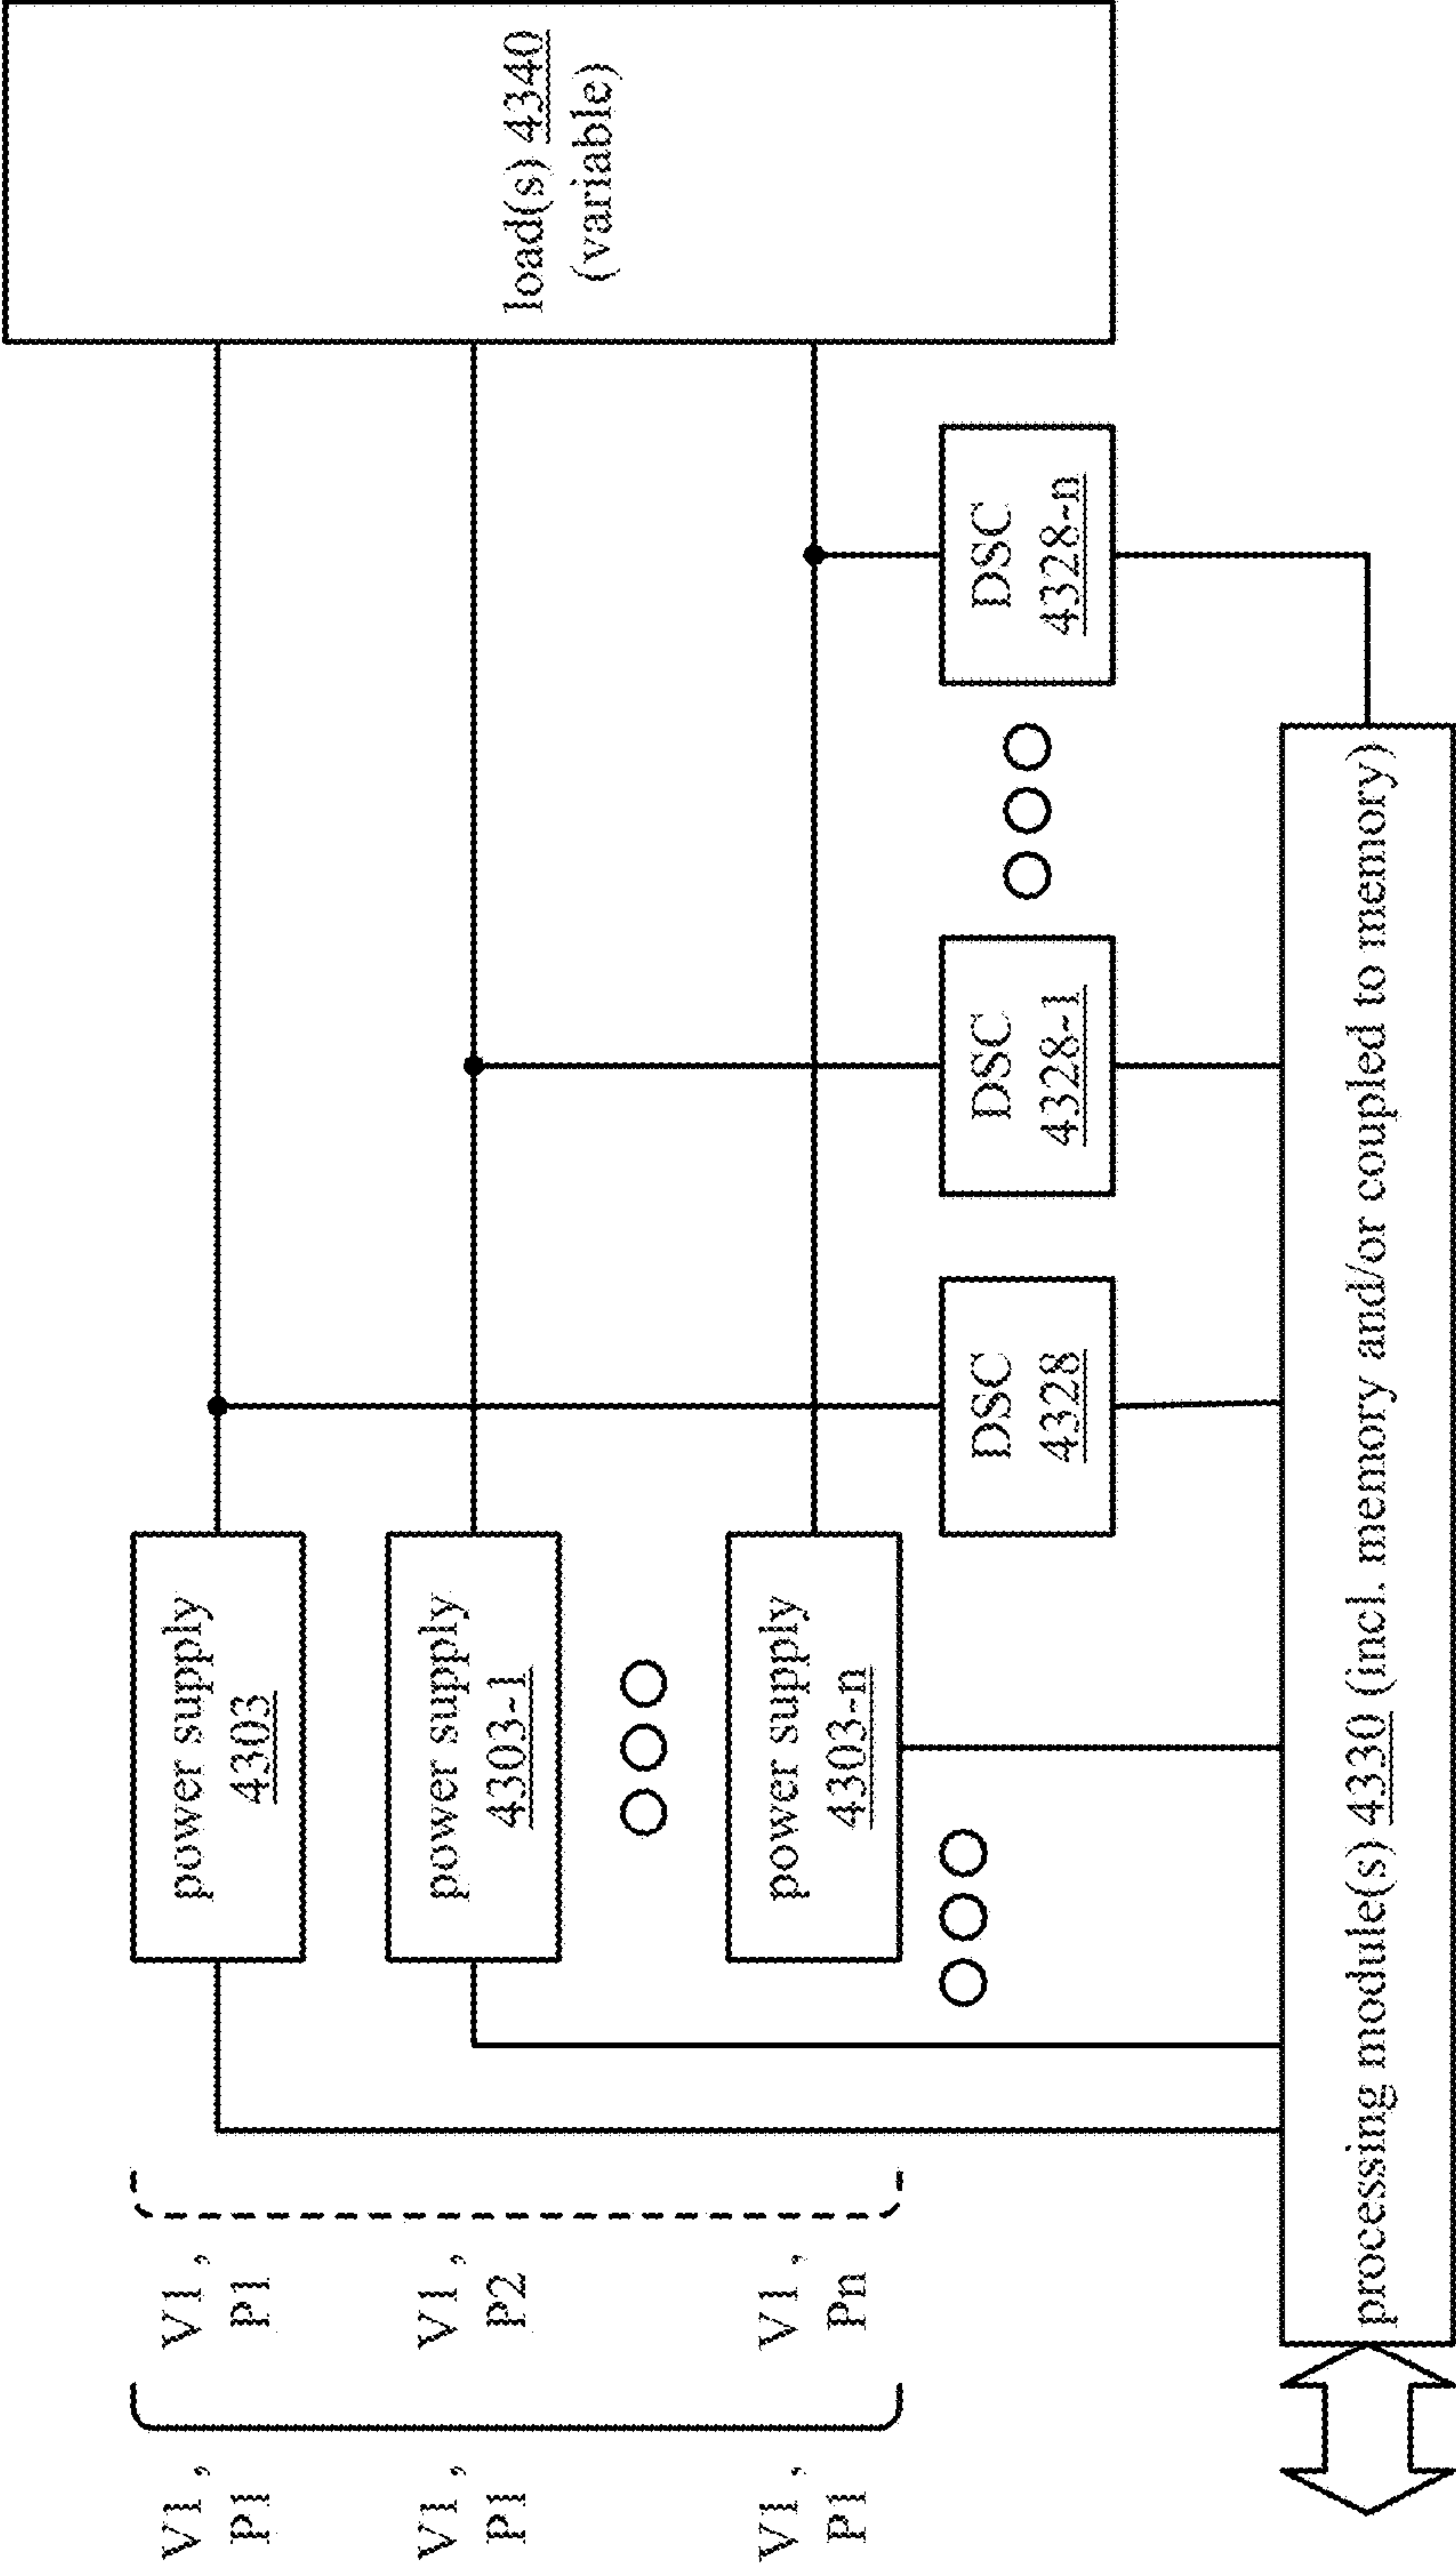 V1,
P1
V1,
P1
V1,
P1
V1,
P1
V1,
P2
V1,
Pn
power supply
4303
power supply
4303-1
power supply
4303-n
DSC
4328
DSC
4328-1
DSC
4328-n
load(s) 4340
(variable)
processing module(s) 4330 (incl. memory and/or coupled to memory)